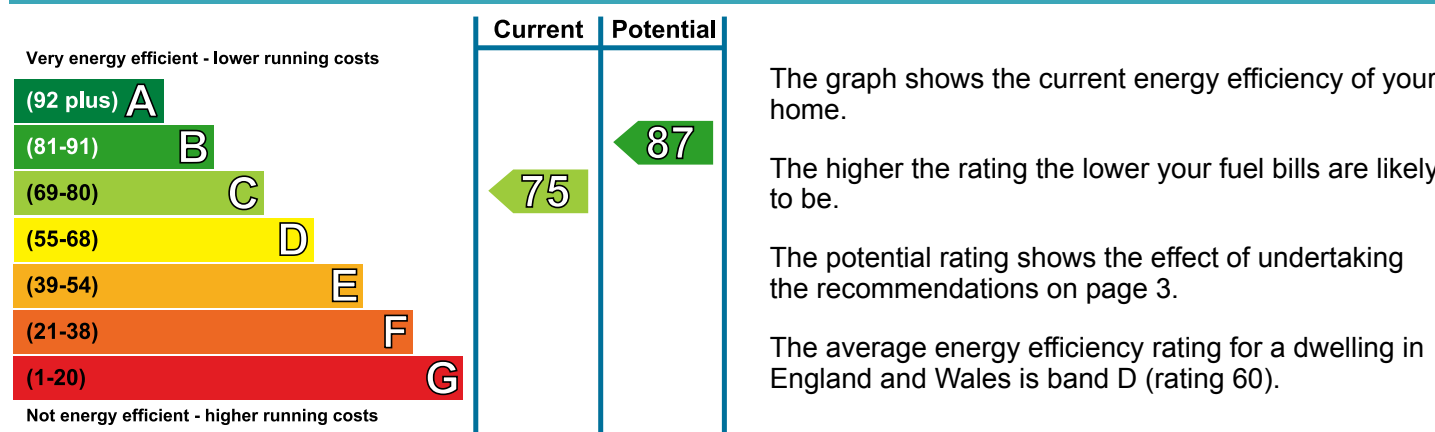 Current Potential
Very energy efficient - lower running costs
(92 plus) A
(81-91) B
(69-80) C
(55-68) D
(39-54) E
(21-38) F
(1-20) G
Not energy efficient - higher running costs
87
75
The graph shows the current energy efficiency of your
home.
The higher the rating the lower your fuel bills are likely
to be.
The potential rating shows the effect of undertaking
the recommendations on page 3.
The average energy efficiency rating for a dwelling in
England and Wales is band D (rating 60).